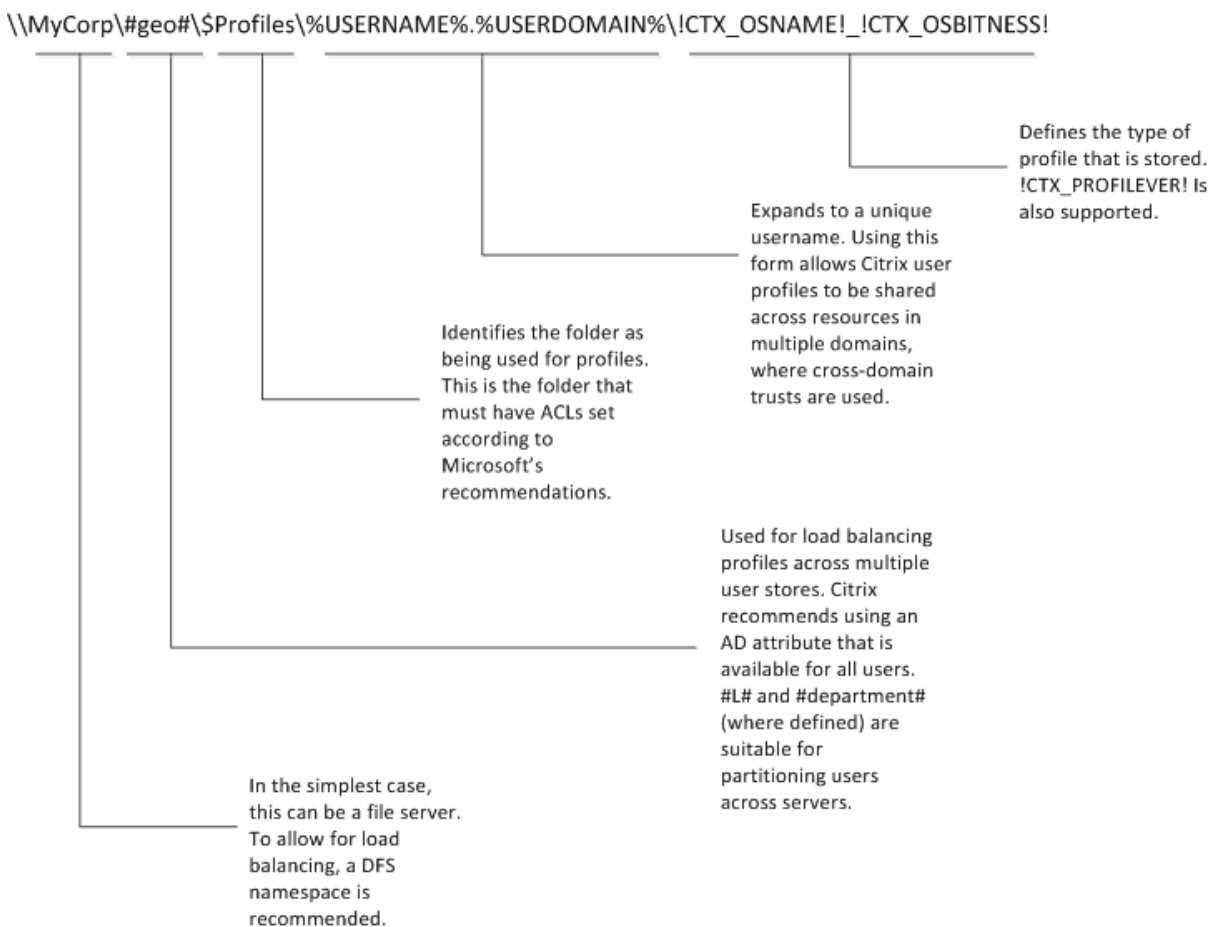 \\MyCorp\#geo#\$Profiles\%USERNAME%.%USERDOMAIN%\!CTX_OSNAME!_!CTX_OSBITNESS!
Defines the type of
profile that is stored.
!CTX_PROFILEVER! Is
also supported.
Expands to a unique
username. Using this
form allows Citrix user
profiles to be shared
across resources in
multiple domains,
where cross-domain
trusts are used.
Identifies the folder as
being used for profiles.
This is the folder that
must have ACLs set
according to
Microsoft's
recommendations.
Used for load balancing
profiles across multiple
user stores. Citrix
recommends using an
AD attribute that is
available for all users.
#L# and #department#
(where defined) are
suitable for
partitioning users
across servers.
In the simplest case,
this can be a file server.
To allow for load
balancing, a DFS
namespace is
recommended.